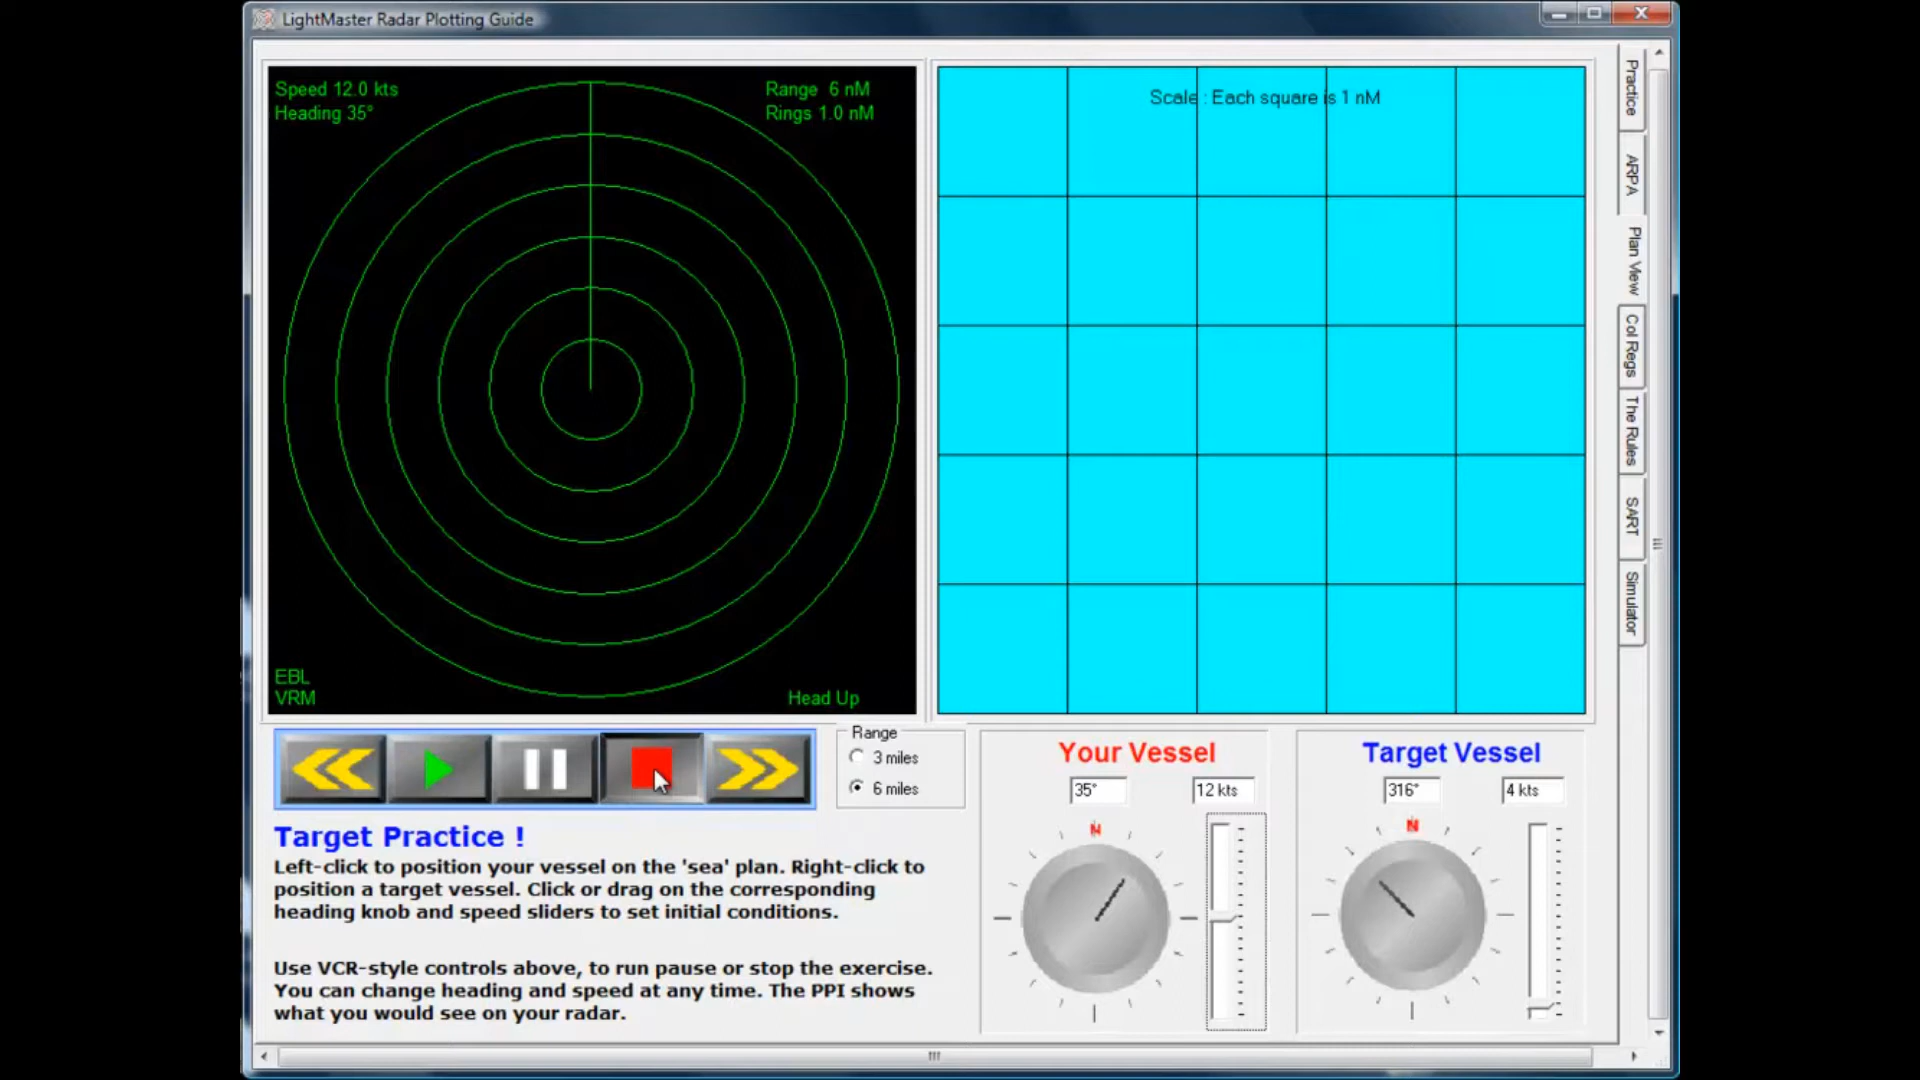 LightMaster Radar Plotting Guide
Speed 12.0 kts
Heading 35°
Range 6 nM
Rings 1.0 nM
EBL
VRM
Head Up
Scale : Each square is 1 nM
Practice
ARPA
Plan View
Col Regs
The Rules
SART
Simulator
Range
3 miles
6 miles
Target Practice !
Left-click to position your vessel on the 'sea' plan. Right-click to
position a target vessel. Click or drag on the corresponding
heading knob and speed sliders to set initial conditions.
Use VCR-style controls above, to run pause or stop the exercise.
You can change heading and speed at any time. The PPI shows
what you would see on your radar.
Your Vessel
35°
12 kts
N
Target Vessel
316°
4 kts
N